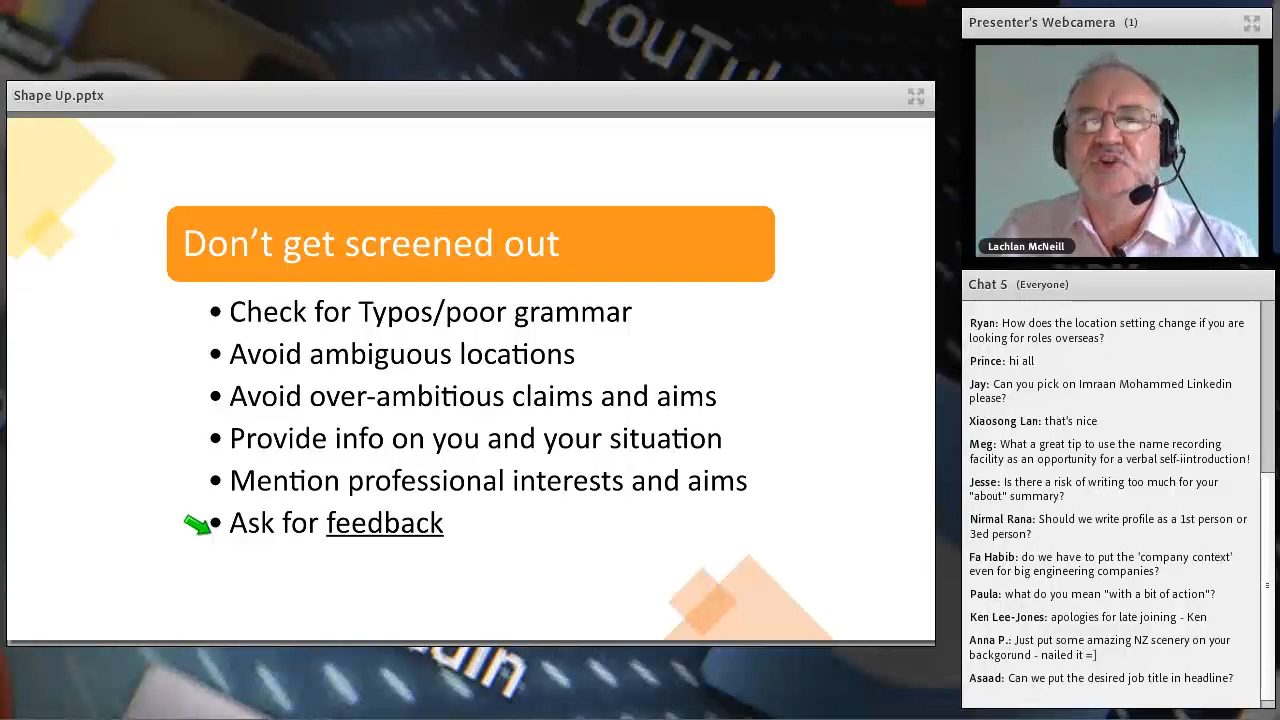 YouTu
Shape Up.pptx
Don't get screened out
• Check for Typos/poor grammar
• Avoid ambiguous locations
• Avoid over-ambitious claims and aims
• Provide info on you and your situation
• Mention professional interests and aims
• Ask for feedback
Presenter's Webcamera (1)
Lachlan McNeill
Chat 5 (Everyone)
Ryan: How does the location setting change if you are
looking for roles overseas?
Prince: hi all
Jay: Can you pick on Imraan Mohammed Linkedin
please?
Xiaosong Lan: that's nice
Meg: What a great tip to use the name recording
facility as an opportunity for a verbal self-iintroduction!
Jesse: Is there a risk of writing too much for your
"about" summary?
Nirmal Rana: Should we write profile as a 1st person or
3ed person?
Fa Habib: do we have to put the 'company context'
even for big engineering companies?
Paula: what do you mean "with a bit of action"?
Ken Lee-Jones: apologies for late joining - Ken
Anna P.: Just put some amazing NZ scenery on your
backgorund - nailed it =]
Asaad: Can we put the desired job title in headline?